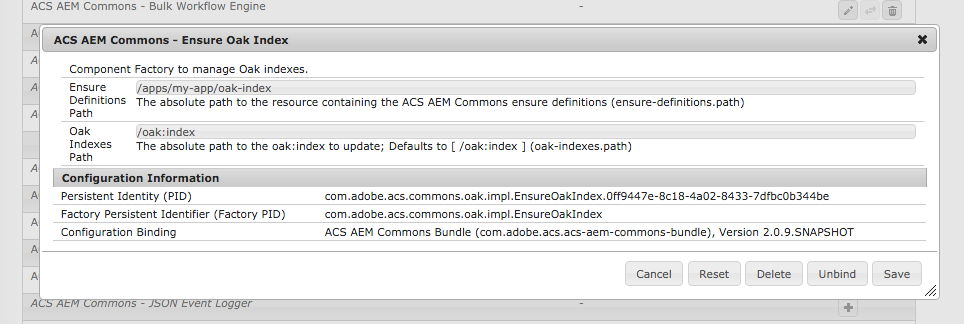 ACS AEM Commons - Bulk Workflow Engine -
ACS AEM Commons - Ensure Oak Index
Component Factory to manage Oak indexes.
Ensure
Definitions
Path
/apps/my-app/oak-index
The absolute path to the resource containing the ACS AEM Commons ensure definitions (ensure-definitions.path)
Oak
Indexes
Path
/oak:index
The absolute path to the oak:index to update; Defaults to [ /oak:index ] (oak-indexes.path)
Configuration Information
Persistent Identity (PID) com.adobe.acs.commons.oak.impl.EnsureOakIndex.0ff9447e-8c18-4a02-8433-7dfbc0b344be
Factory Persistent Identifier (Factory PID) com.adobe.acs.commons.oak.impl.EnsureOakIndex
Configuration Binding ACS AEM Commons Bundle (com.adobe.acs.acs-aem-commons-bundle), Version 2.0.9.SNAPSHOT
Cancel Reset Delete Unbind Save
ACS AEM Commons - JSON Event Logger -